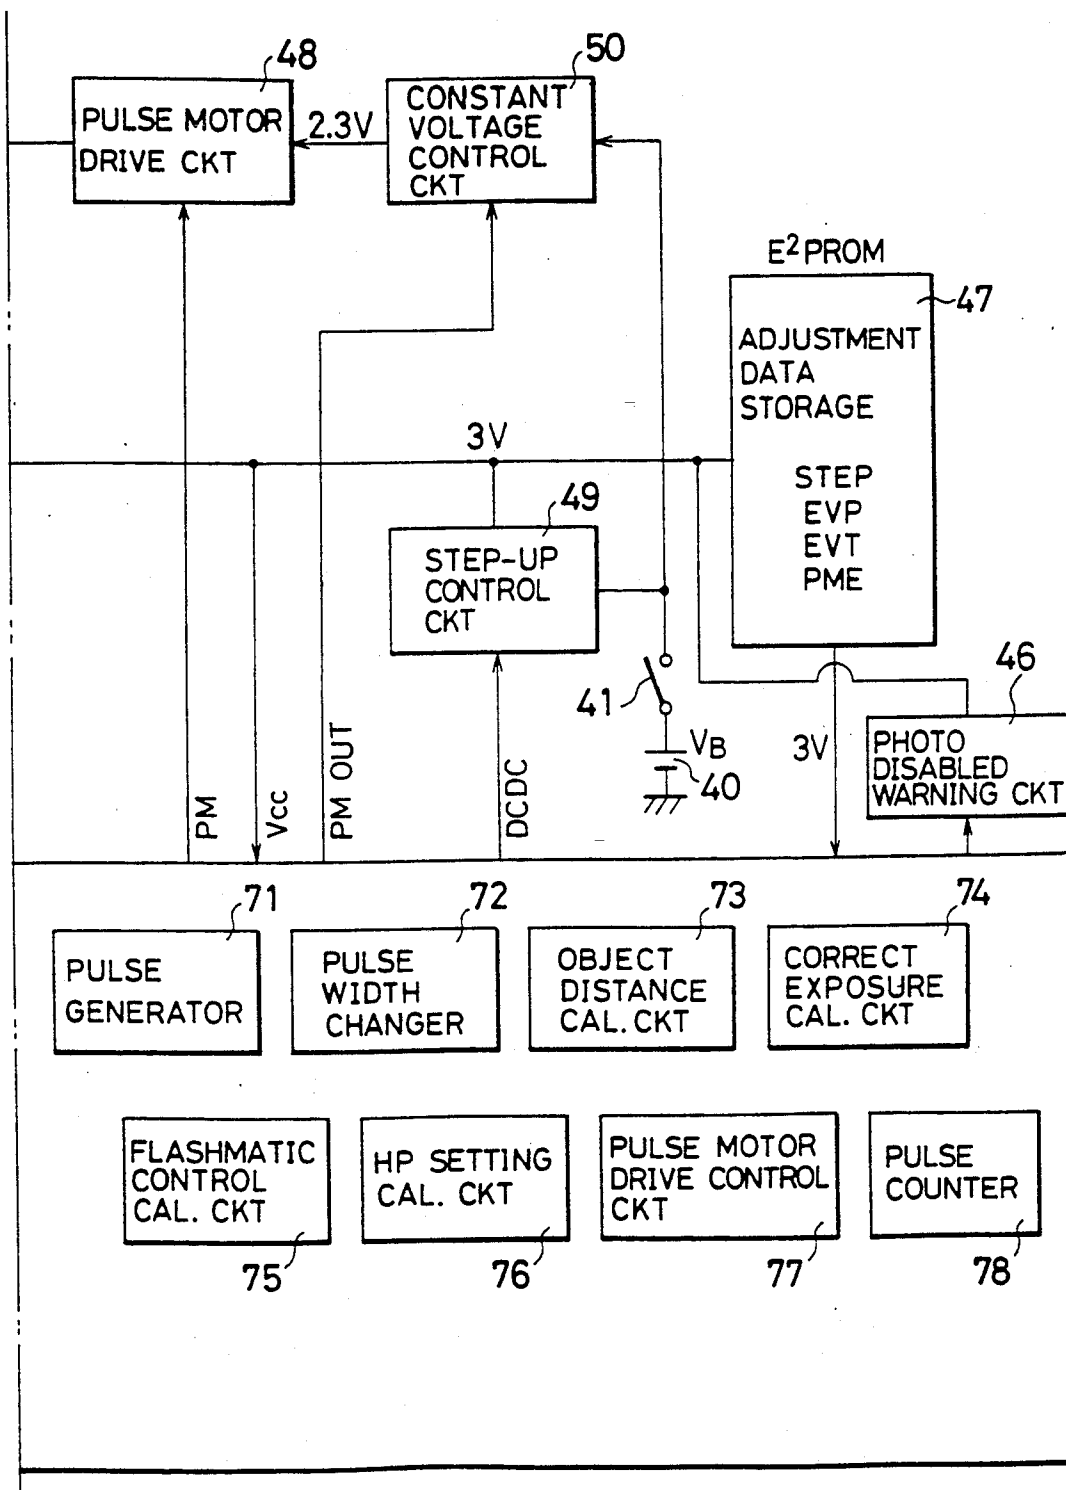 48
PULSE MOTOR
DRIVE CKT
2.3V
50
CONSTANT
VOLTAGE
CONTROL
CKT
E²PROM
47
ADJUSTMENT
DATA
STORAGE
STEP
EVP
EVT
PME
3V
49
STEP-UP
CONTROL
CKT
41
VB
40
3V
46
PHOTO
DISABLED
WARNING CKT
PM
Vcc
PM OUT
DCDC
71
PULSE
GENERATOR
72
PULSE
WIDTH
CHANGER
73
OBJECT
DISTANCE
CAL. CKT
74
CORRECT
EXPOSURE
CAL. CKT
FLASHMATIC
CONTROL
CAL. CKT
75
HP SETTING
CAL. CKT
76
PULSE MOTOR
DRIVE CONTROL
CKT
77
PULSE
COUNTER
78